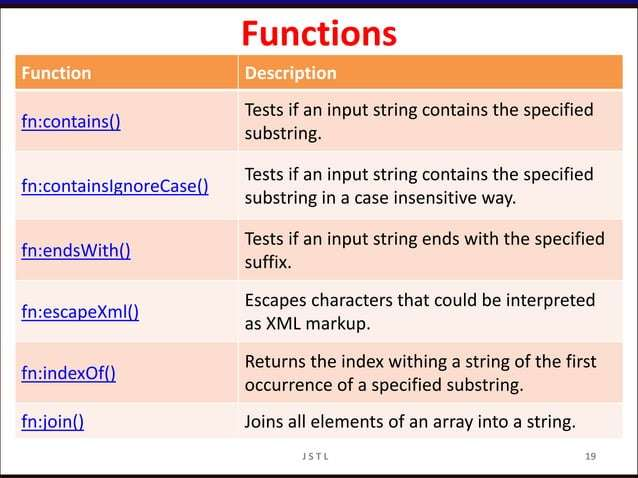 Functions
Function Description
fn:contains() Tests if an input string contains the specified
substring.
fn:containsIgnoreCase() Tests if an input string contains the specified
substring in a case insensitive way.
fn:endsWith() Tests if an input string ends with the specified
suffix.
fn:escapeXml() Escapes characters that could be interpreted
as XML markup.
fn:indexOf() Returns the index withing a string of the first
occurrence of a specified substring.
fn:join() Joins all elements of an array into a string.
J S T L 19